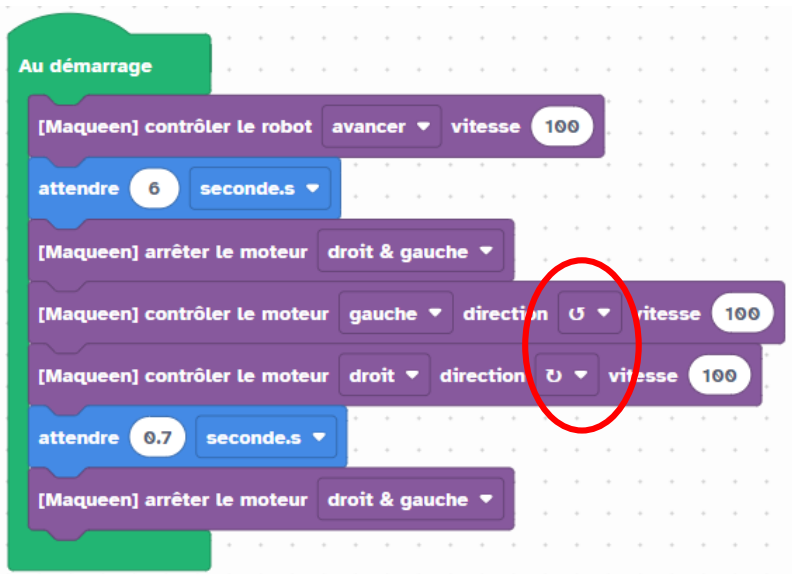 Au démarrage
[Maqueen] contrôler le robot avancer vitesse 100
attendre 6 seconde.s
[Maqueen] arrêter le moteur droit & gauche
[Maqueen] contrôler le moteur gauche direction ↺ vitesse 100
[Maqueen] contrôler le moteur droit direction ↻ vitesse 100
attendre 0.7 seconde.s
[Maqueen] arrêter le moteur droit & gauche